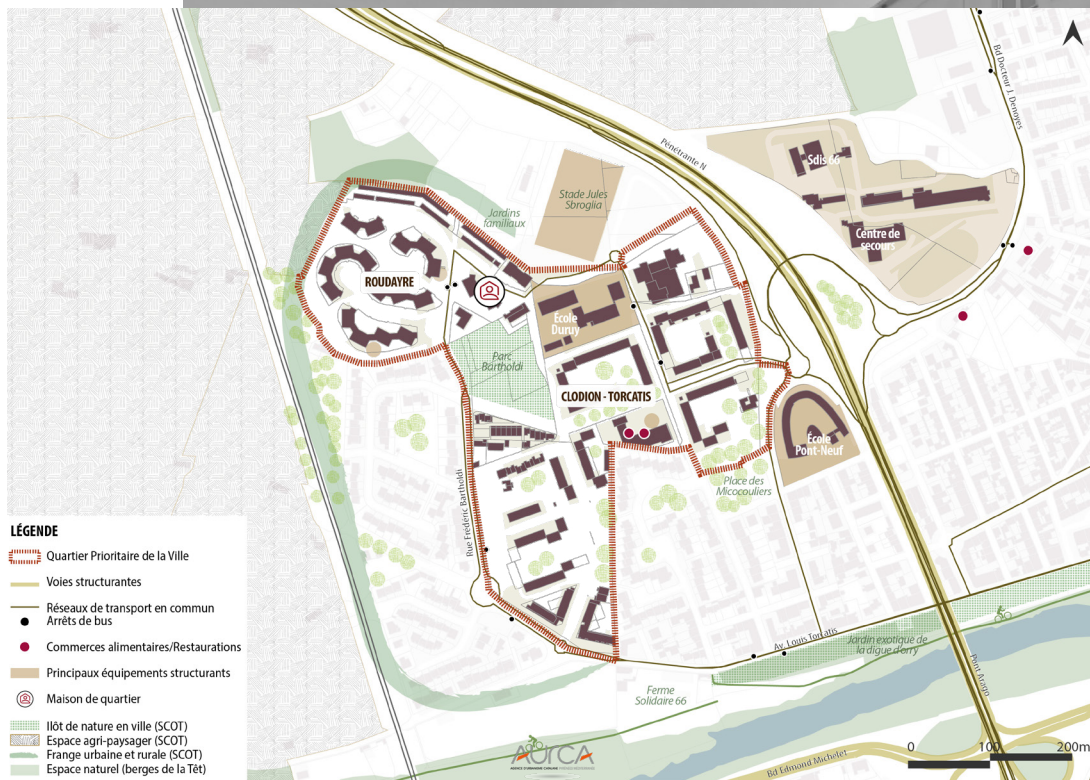 Bd Docteur J. Denoyes
Pénétrante N
Sdis 66
Stade Jules
Sbroglia
Jardins
familiaux
Centre de
secours
ROUDAYRE
École
Duruy
Parc
Bartholdi
CLODION - TORCATIS
École
Pont-Neuf
Place des
Micocouliers
Rue Frédéric Bartholdi
LÉGENDE
Quartier Prioritaire de la Ville
Voies structurantes
Réseaux de transport en commun
Arrêts de bus
Commerces alimentaires/Restaurations
Principaux équipements structurants
Maison de quartier
Ilôt de nature en ville (SCOT)
Espace agri-paysager (SCOT)
Frange urbaine et rurale (SCOT)
Espace naturel (berges de la Têt)
Av. Louis Torcatis
Jardin exotique de
la digue d'orry
Pont Arago
Ferme
Solidaire 66
AURCA
Bd Edmond Michelet
0 100 200m